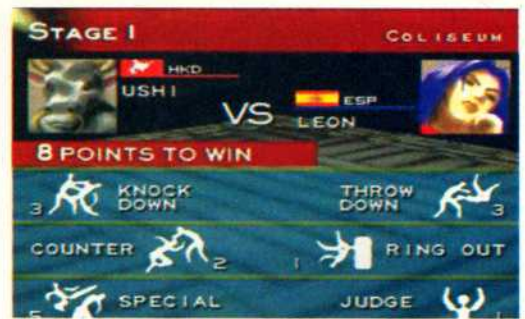 STAGE 1 COLISEUM
HKD
USHI
VS
ESP
LEON
8 POINTS TO WIN
3 KNOCK DOWN THROW DOWN 3
COUNTER 2 1 RING OUT
5 SPECIAL JUDGE 1